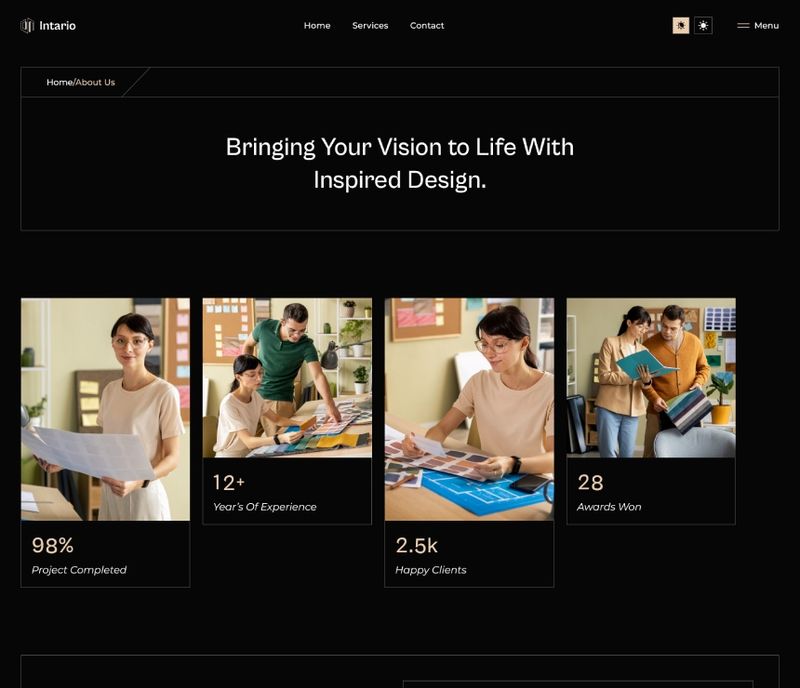 Intario
Home
Services
Contact
Menu
Home/About Us
Bringing Your Vision to Life With
Inspired Design.
98%
Project Completed
12+
Year's Of Experience
2.5k
Happy Clients
28
Awards Won